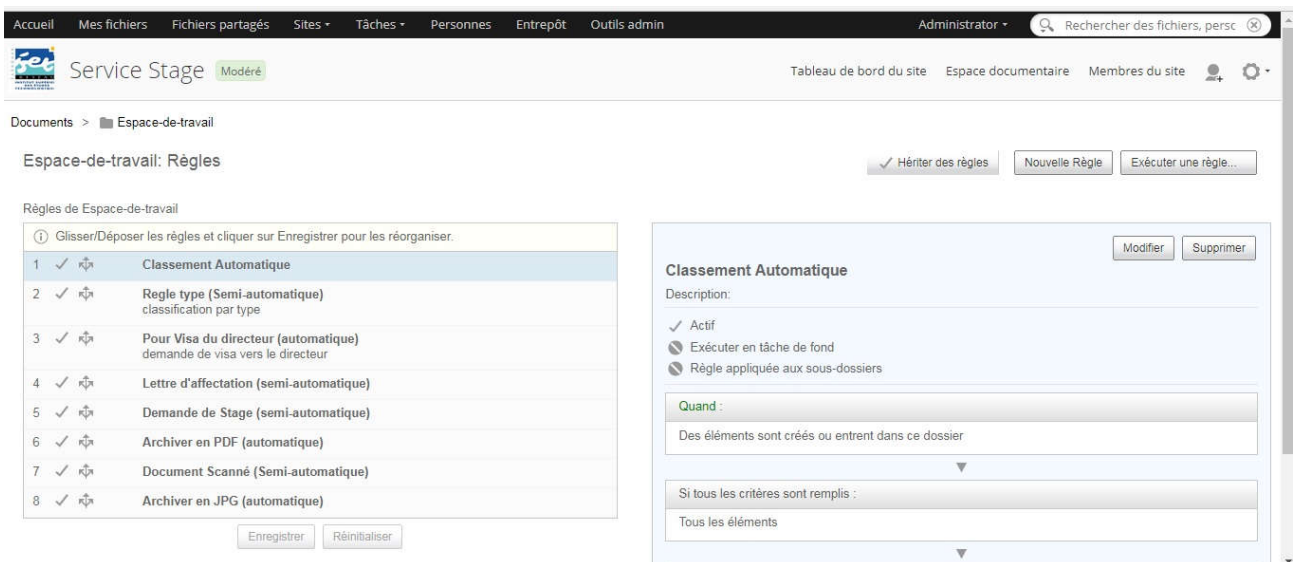 Accueil Mes fichiers Fichiers partagés Sites Tâches Personnes Entrepôt Outils admin Administrator Rechercher des fichiers, persc
Service Stage Modéré Tableau de bord du site Espace documentaire Membres du site
Documents > Espace-de-travail
Espace-de-travail: Règles Hériter des règles Nouvelle Règle Exécuter une règle...
Règles de Espace-de-travail
Glisser/Déposer les règles et cliquer sur Enregistrer pour les réorganiser.
1 Classement Automatique
2 Regle type (Semi-automatique)
classification par type
3 Pour Visa du directeur (automatique)
demande de visa vers le directeur
4 Lettre d'affectation (semi-automatique)
5 Demande de Stage (semi-automatique)
6 Archiver en PDF (automatique)
7 Document Scanné (Semi-automatique)
8 Archiver en JPG (automatique)
Enregistrer Réinitialiser
Modifier Supprimer
Classement Automatique
Description:
Actif
Exécuter en tâche de fond
Règle appliquée aux sous-dossiers
Quand :
Des éléments sont créés ou entrent dans ce dossier
Si tous les critères sont remplis :
Tous les éléments